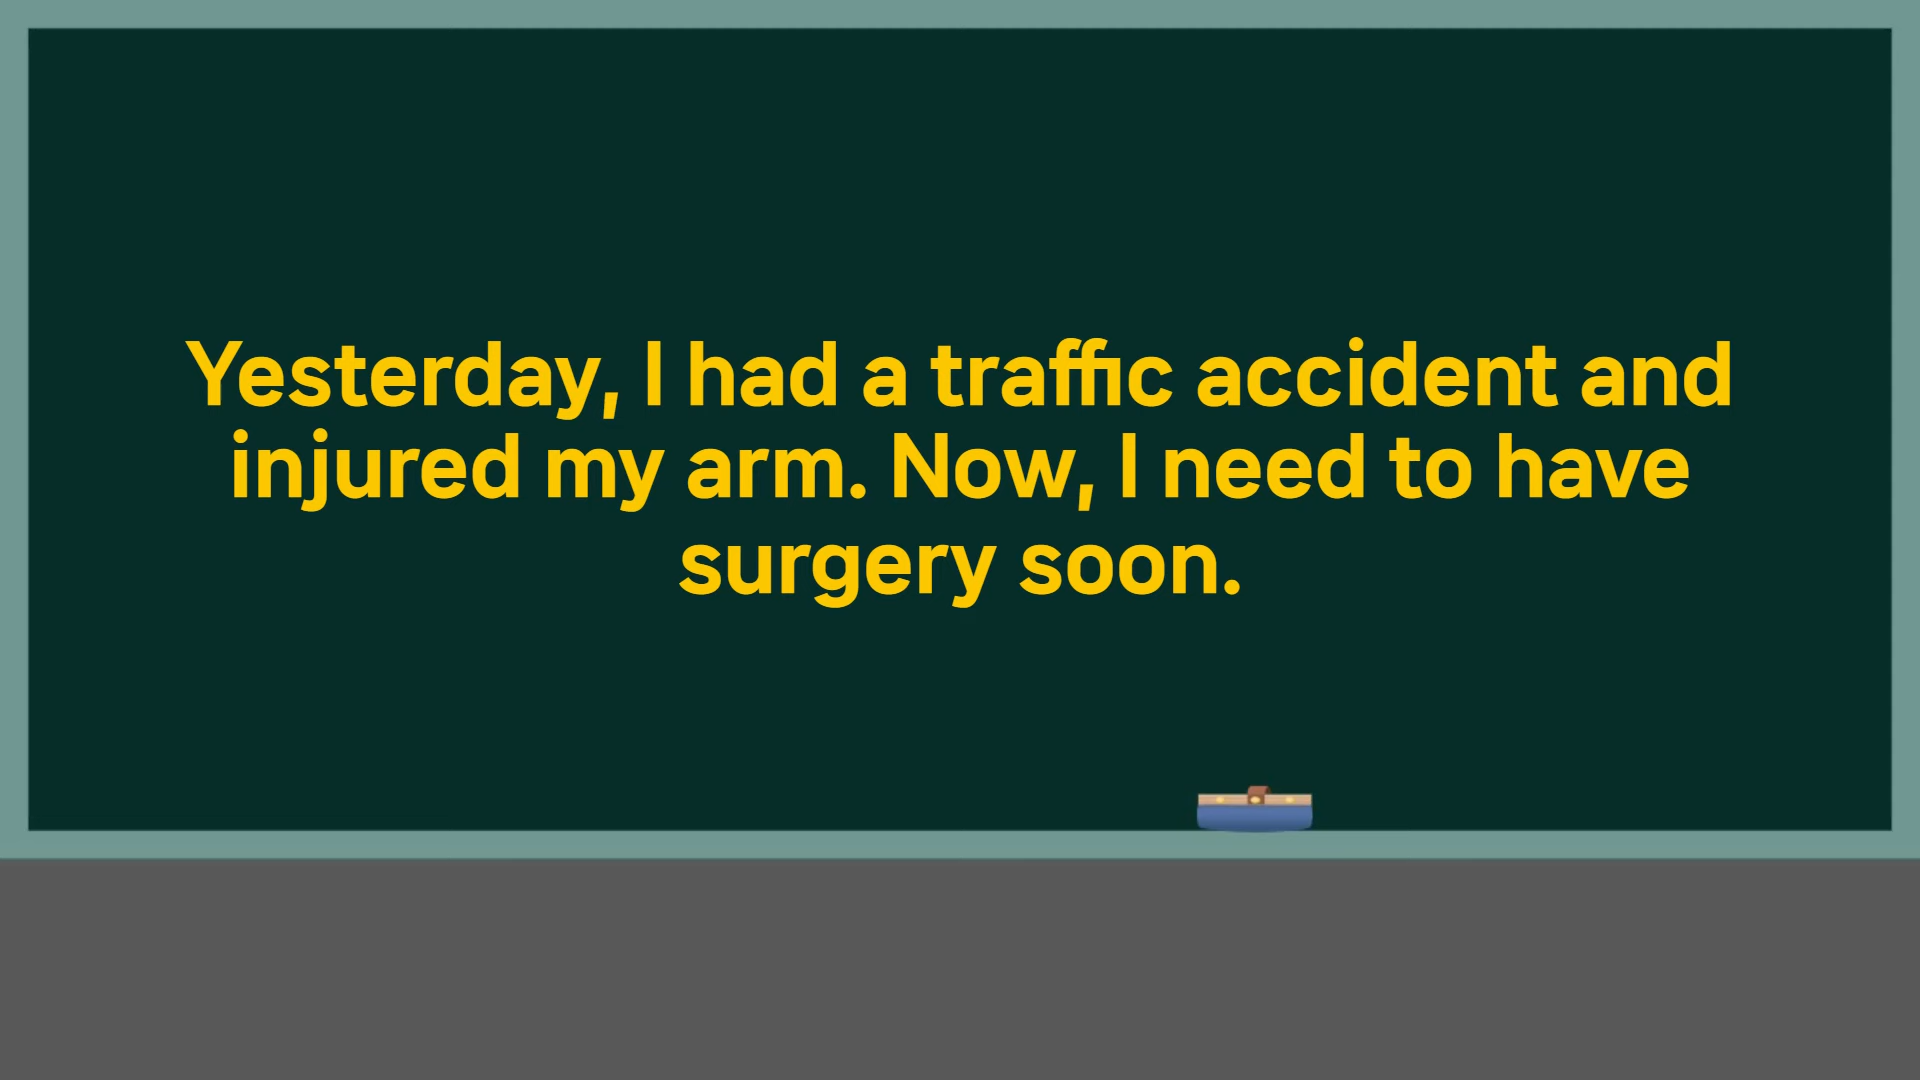 Yesterday, I had a traffic accident and
injured my arm. Now, I need to have
surgery soon.